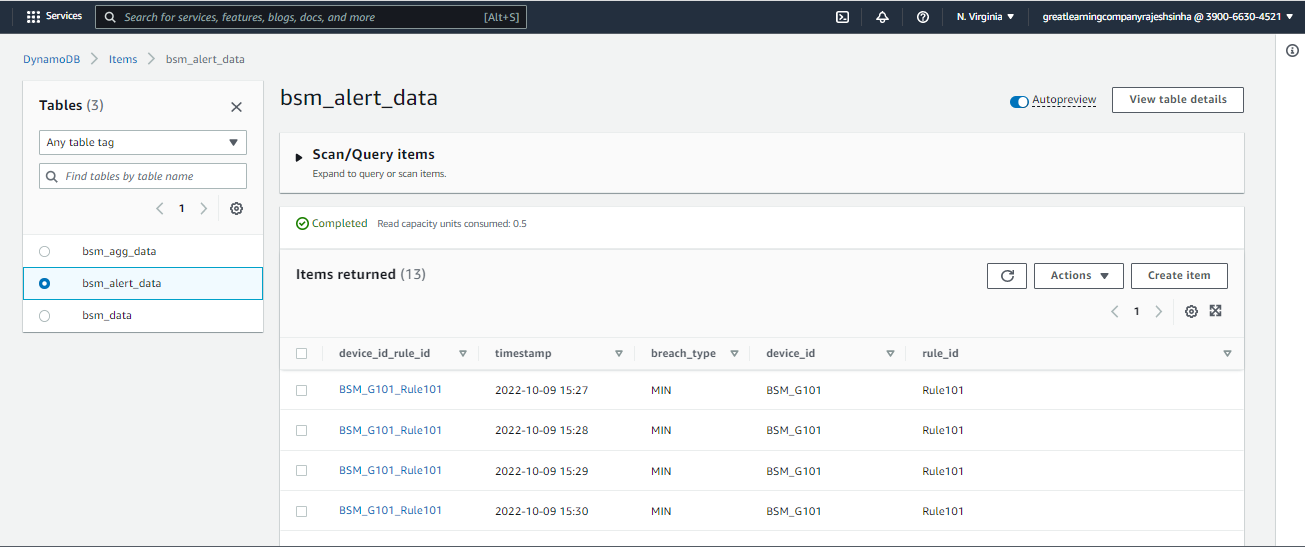 Services
Search for services, features, blogs, docs, and more [Alt+S]
N. Virginia
greatlearningcompanyrajeshsinha @ 3900-6630-4521
DynamoDB Items bsm_alert_data
Tables (3)
Any table tag
Find tables by table name
1
bsm_agg_data
bsm_alert_data
bsm_data
bsm_alert_data
Autopreview
View table details
Scan/Query items
Expand to query or scan items.
Completed Read capacity units consumed: 0.5
Items returned (13)
Actions
Create item
1
device_id_rule_id timestamp breach_type device_id rule_id
BSM_G101_Rule101 2022-10-09 15:27 MIN BSM_G101 Rule101
BSM_G101_Rule101 2022-10-09 15:28 MIN BSM_G101 Rule101
BSM_G101_Rule101 2022-10-09 15:29 MIN BSM_G101 Rule101
BSM_G101_Rule101 2022-10-09 15:30 MIN BSM_G101 Rule101